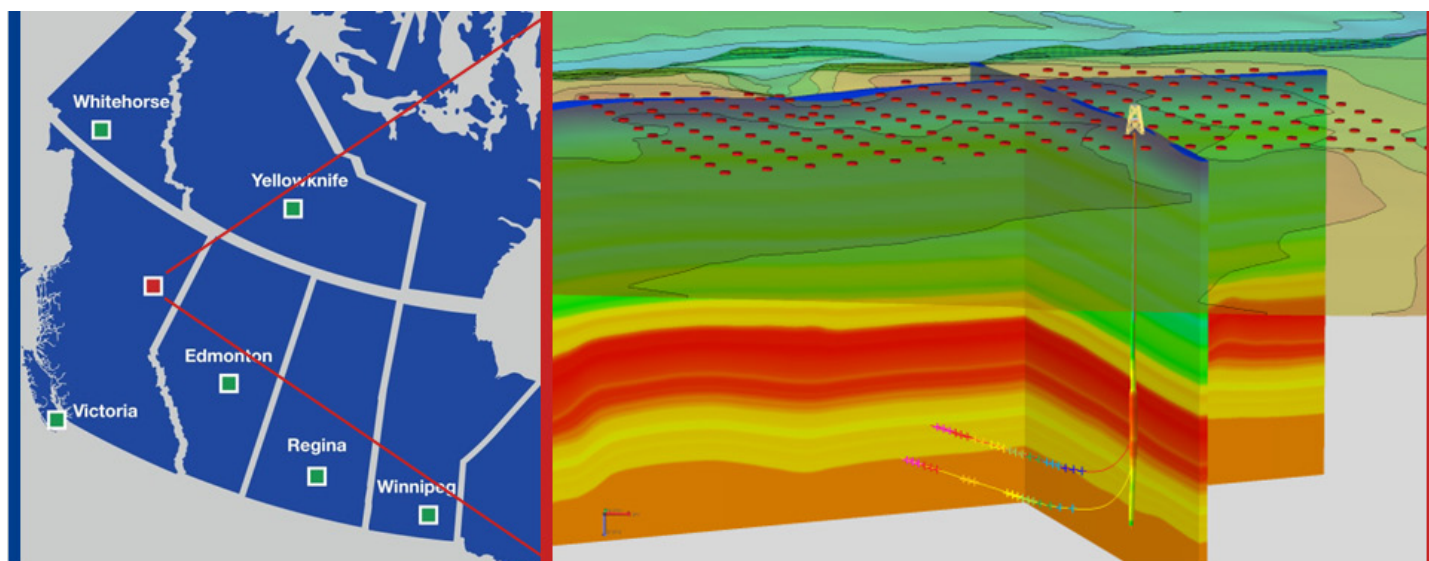 Whitehorse
Yellowknife
Edmonton
Victoria
Regina
Winnipeg